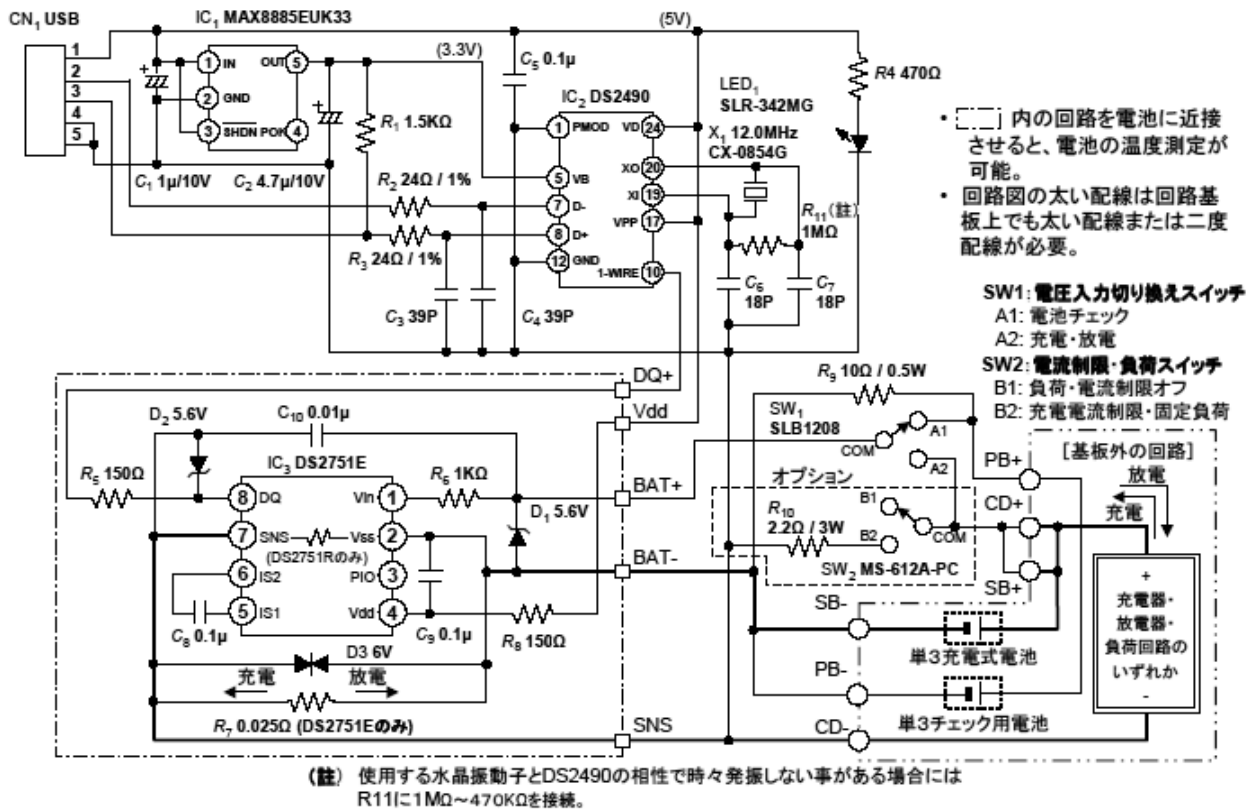 CN1 USB
IC1 MAX8885EUK33
(5V)
1
2
3
4
5
① IN
OUT ⑤
② GND
③ SHDN POK ④
(3.3V)
C1 1μ/10V
C2 4.7μ/10V
R1 1.5KΩ
R2 24Ω / 1%
R3 24Ω / 1%
C3 39P
C4 39P
C5 0.1μ
IC2 DS2490
① PMOD
VD ㉔
XO ⑳
⑤ VB
XI ⑲
⑦ D-
VPP ⑰
⑧ D+
⑫ GND
1-WIRE ⑩
LED1
SLR-342MG
X1 12.0MHz
CX-0854G
R4 470Ω
R11(註)
1MΩ
C6
18P
C7
18P
・ 内の回路を電池に近接
させると、電池の温度測定が
可能。
・ 回路図の太い配線は回路基
板上でも太い配線または二度
配線が必要。
SW1: 電圧入力切り換えスイッチ
A1: 電池チェック
A2: 充電・放電
SW2: 電流制限・負荷スイッチ
B1: 負荷・電流制限オフ
B2: 充電電流制限・固定負荷
DQ+
Vdd
BAT+
BAT-
SNS
D2 5.6V
C10 0.01μ
R5 150Ω
IC3 DS2751E
R6 1KΩ
D1 5.6V
⑧ DQ
VIn ①
⑦ SNS
Vss ②
(DS2751Rのみ)
⑥ IS2
PIO ③
⑤ IS1
Vdd ④
C8 0.1μ
C9 0.1μ
R8 150Ω
D3 6V
充電
放電
R7 0.025Ω (DS2751Eのみ)
R9 10Ω / 0.5W
SW1
SLB1208
COM
A1
A2
オプション
R10
2.2Ω / 3W
B1
B2
COM
SW2 MS-612A-PC
PB+
CD+
SB+
SB-
PB-
CD-
[基板外の回路]
放電
充電
+
充電器・
放電器・
負荷回路の
いずれか
-
単3充電式電池
単3チェック用電池
(註) 使用する水晶振動子とDS2490の相性で時々発振しない事がある場合には
R11に1MΩ～470KΩを接続。